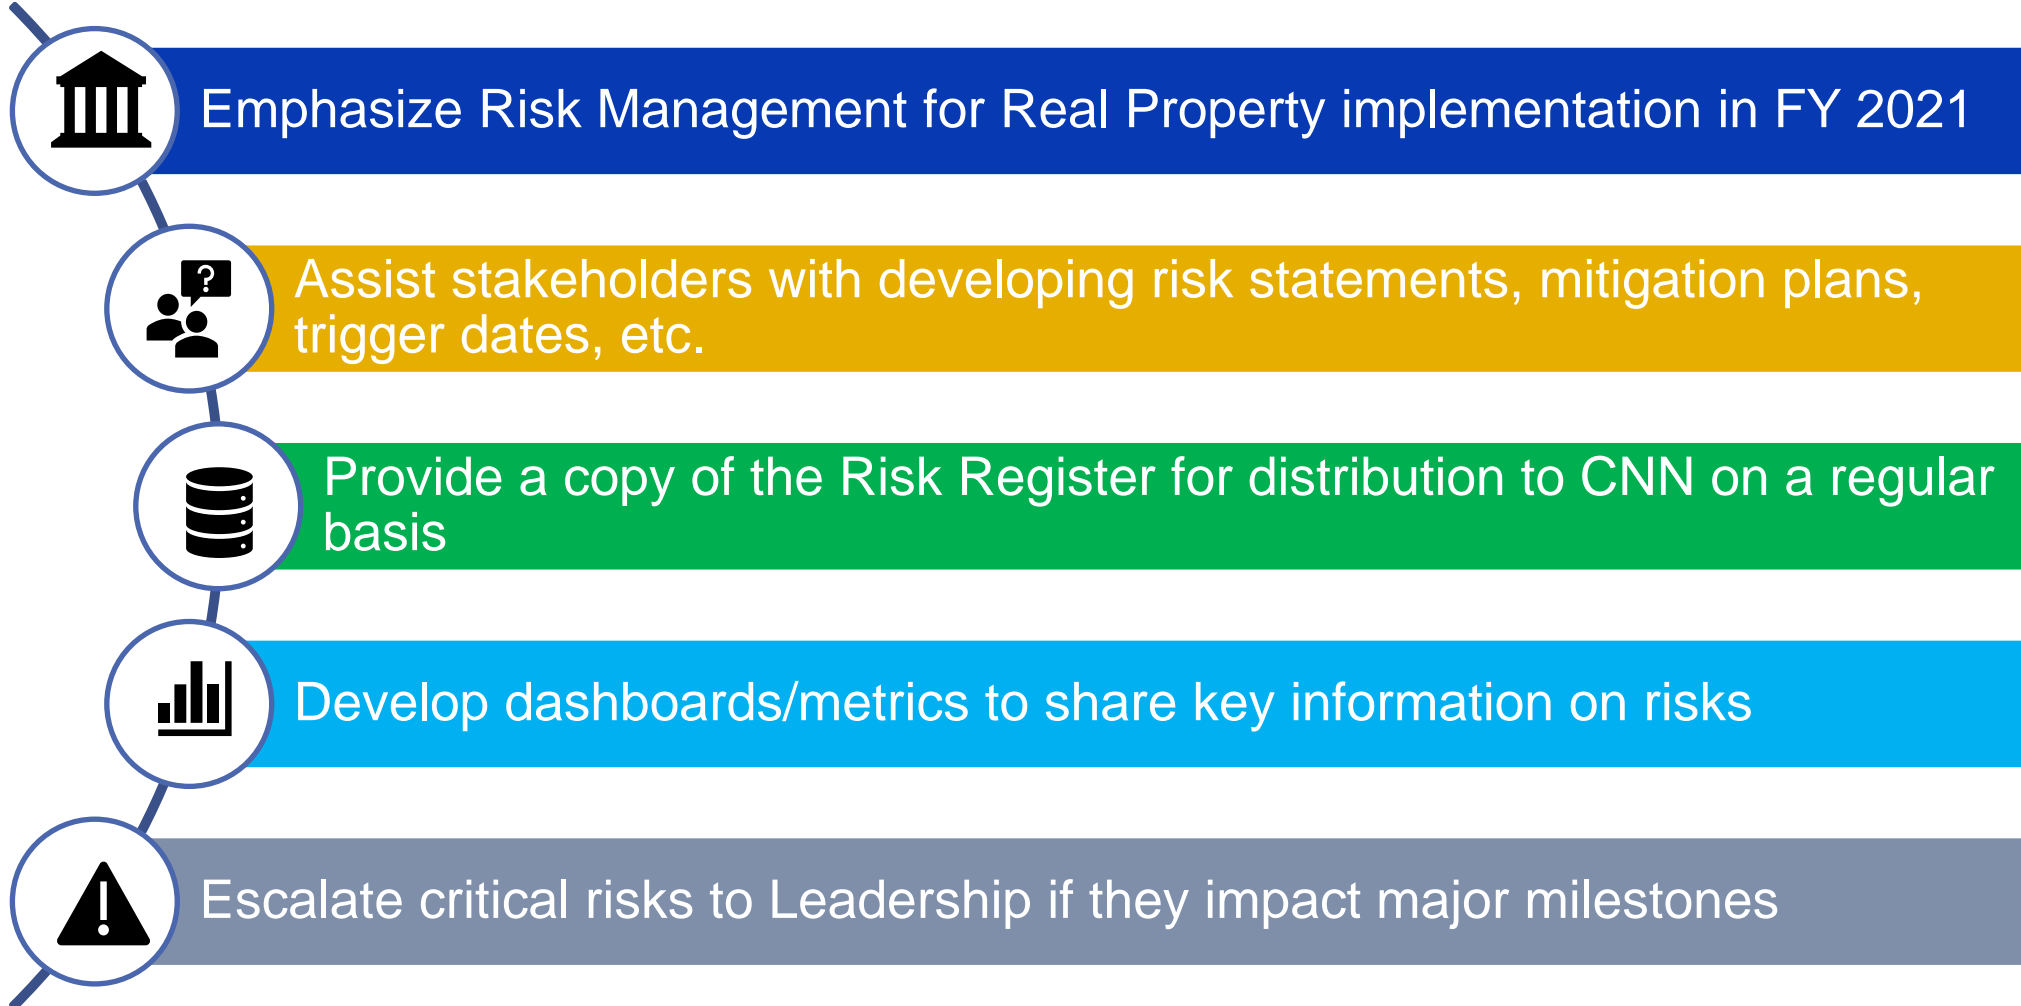 Emphasize Risk Management for Real Property implementation in FY 2021
?
Assist stakeholders with developing risk statements, mitigation plans,
trigger dates, etc.
Provide a copy of the Risk Register for distribution to CNN on a regular
basis
Develop dashboards/metrics to share key information on risks
Escalate critical risks to Leadership if they impact major milestones